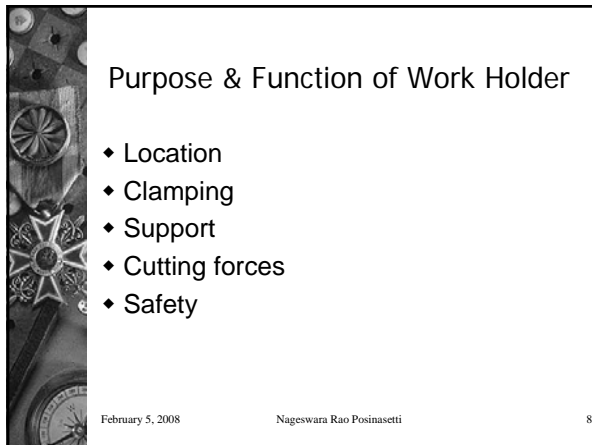 Purpose & Function of Work Holder
◆ Location
◆ Clamping
◆ Support
◆ Cutting forces
◆ Safety
February 5, 2008 Nageswara Rao Posinasetti 8